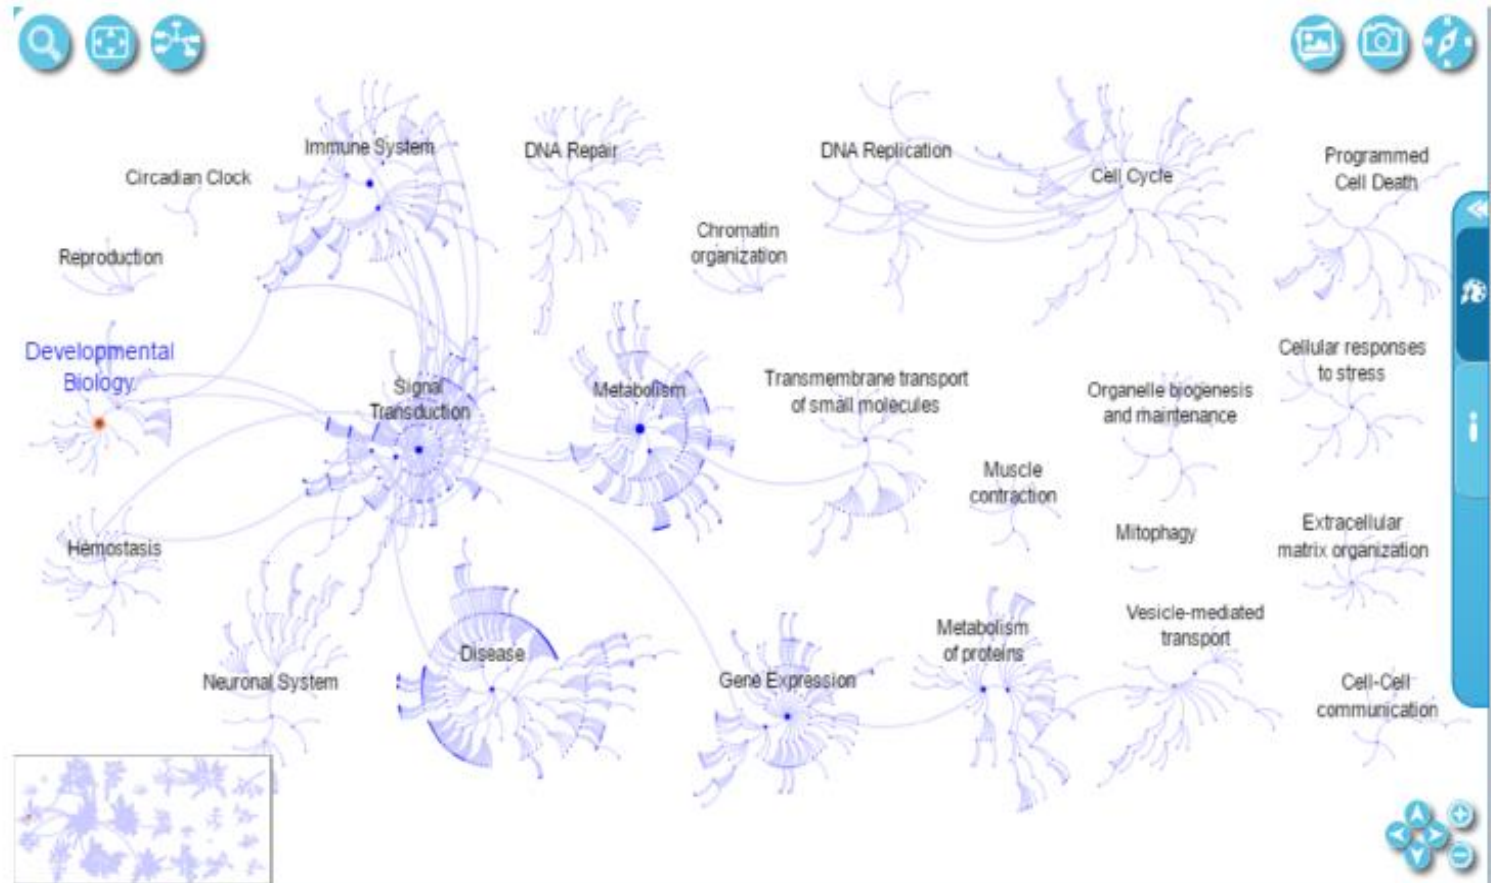 Immune System
DNA Repair
DNA Replication
Cell Cycle
Programmed
Cell Death
Circadian Clock
Reproduction
Chromatin
organization
Developmental
Biology
Signal
Transduction
Metabolism
Transmembrane transport
of small molecules
Organelle biogenesis
and maintenance
Cellular responses
to stress
Muscle
contraction
Mitophagy
Extracellular
matrix organization
Hemostasis
Neuronal System
Disease
Gene Expression
Metabolism
of proteins
Vesicle-mediated
transport
Cell-Cell
communication